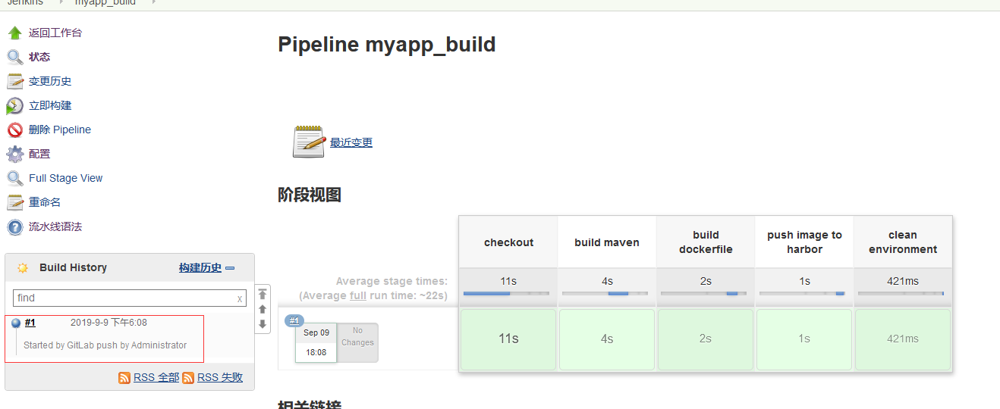 Jenkins myapp_build
返回工作台
状态
变更历史
立即构建
删除 Pipeline
配置
Full Stage View
重命名
流水线语法
Build History 构建历史
find x
#1 2019-9-9 下午6:08
Started by GitLab push by Administrator
RSS 全部 RSS 失败
Pipeline myapp_build
最近变更
阶段视图
checkout
build maven
build
dockerfile
push image to
harbor
clean
environment
Average stage times:
(Average full run time: ~22s)
11s 4s 2s 1s 421ms
#1
Sep 09
18:08
No
Changes
11s 4s 2s 1s 421ms
相关链接